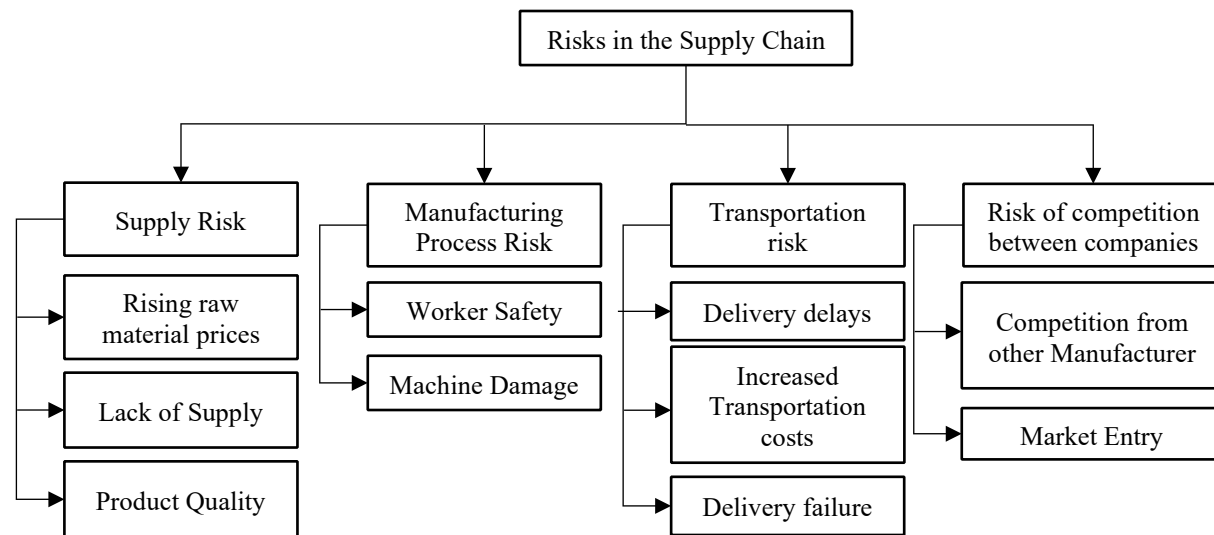 Risks in the Supply Chain
Supply Risk
Rising raw
material prices
Lack of Supply
Product Quality
Manufacturing
Process Risk
Worker Safety
Machine Damage
Transportation
risk
Delivery delays
Increased
Transportation
costs
Delivery failure
Risk of competition
between companies
Competition from
other Manufacturer
Market Entry